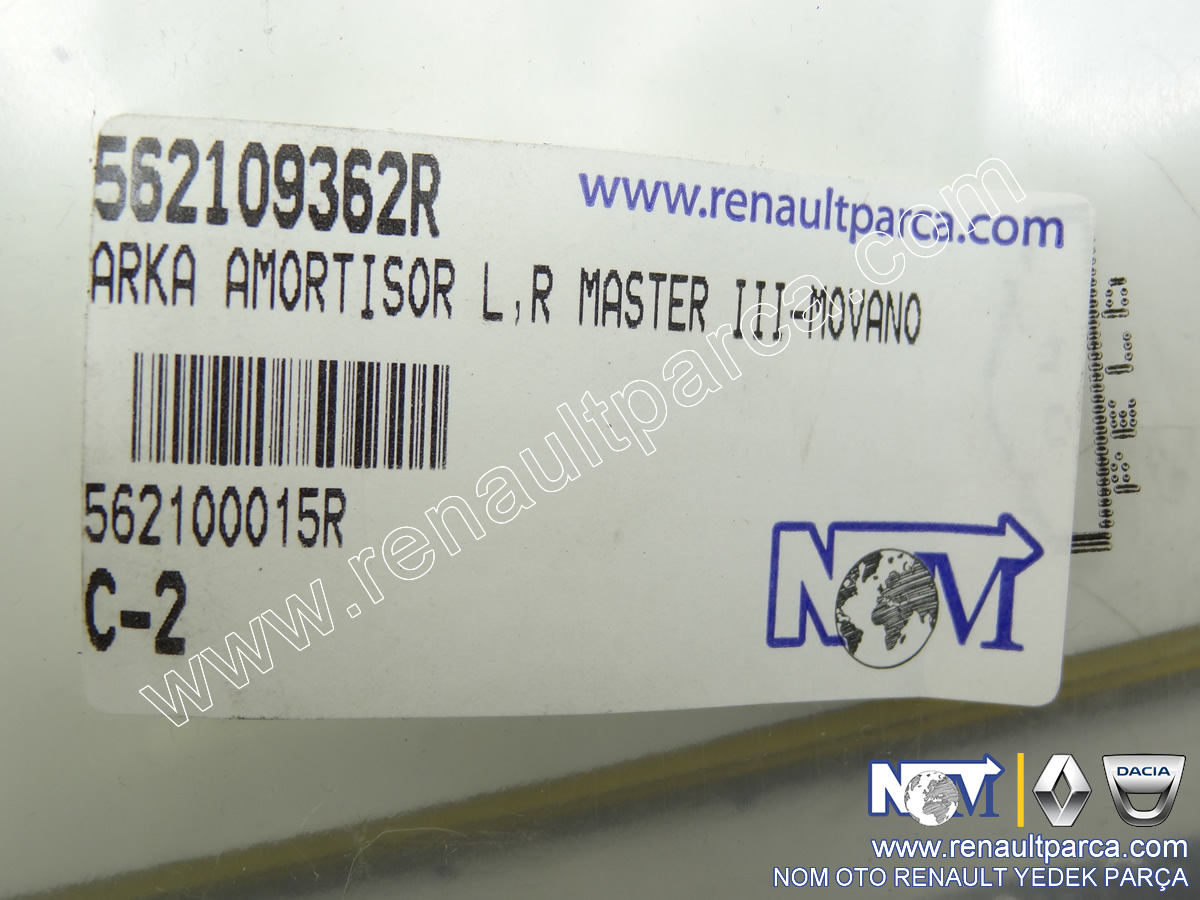 562109362R
www.renaultparca.com
ARKA AMORTISOR L,R MASTER III-MOVANO
562100015R
C-2
NOM
www.renaultparca.com
NOM
DACIA
www.renaultparca.com
NOM OTO RENAULT YEDEK PARÇA